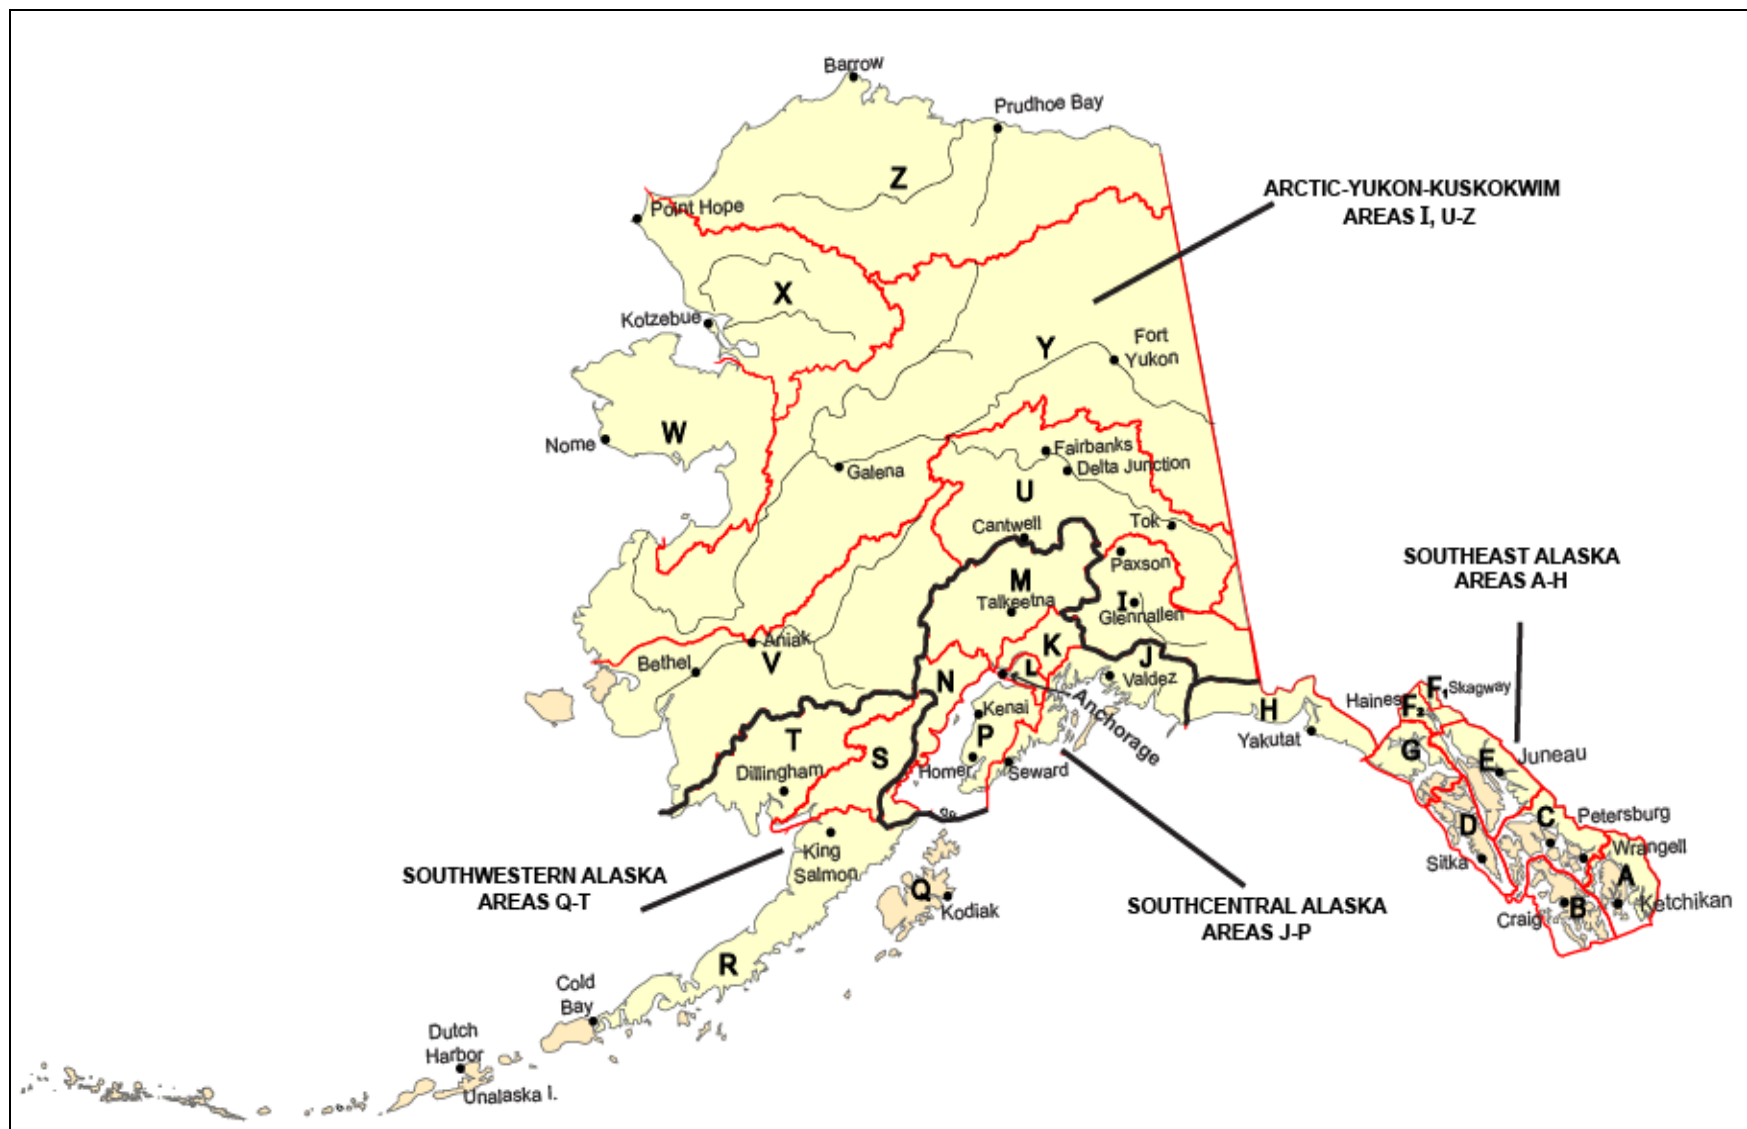 Barrow
Prudhoe Bay
Z
ARCTIC-YUKON-KUSKOKWIM
AREAS I, U-Z
Point Hope
X
Kotzebue
Y
Fort
Yukon
W
Nome
Fairbanks
Galena
Delta Junction
U
Cantwell
Tok
Paxson
SOUTHEAST ALASKA
AREAS A-H
M
Talkeetna
I
Glennallen
Aniak
V
Bethel
K
J
L
Valdez
N
Anchorage
Kenai
P
Homer
Seward
T
S
Dillingham
H
Yakutat
Haines
F1
Skagway
F2
G
E
Juneau
D
C
Petersburg
Sitka
Wrangell
A
B
Craig
Ketchikan
King
Salmon
SOUTHWESTERN ALASKA
AREAS Q-T
Q
Kodiak
SOUTHCENTRAL ALASKA
AREAS J-P
R
Cold
Bay
Dutch
Harbor
Unalaska I.